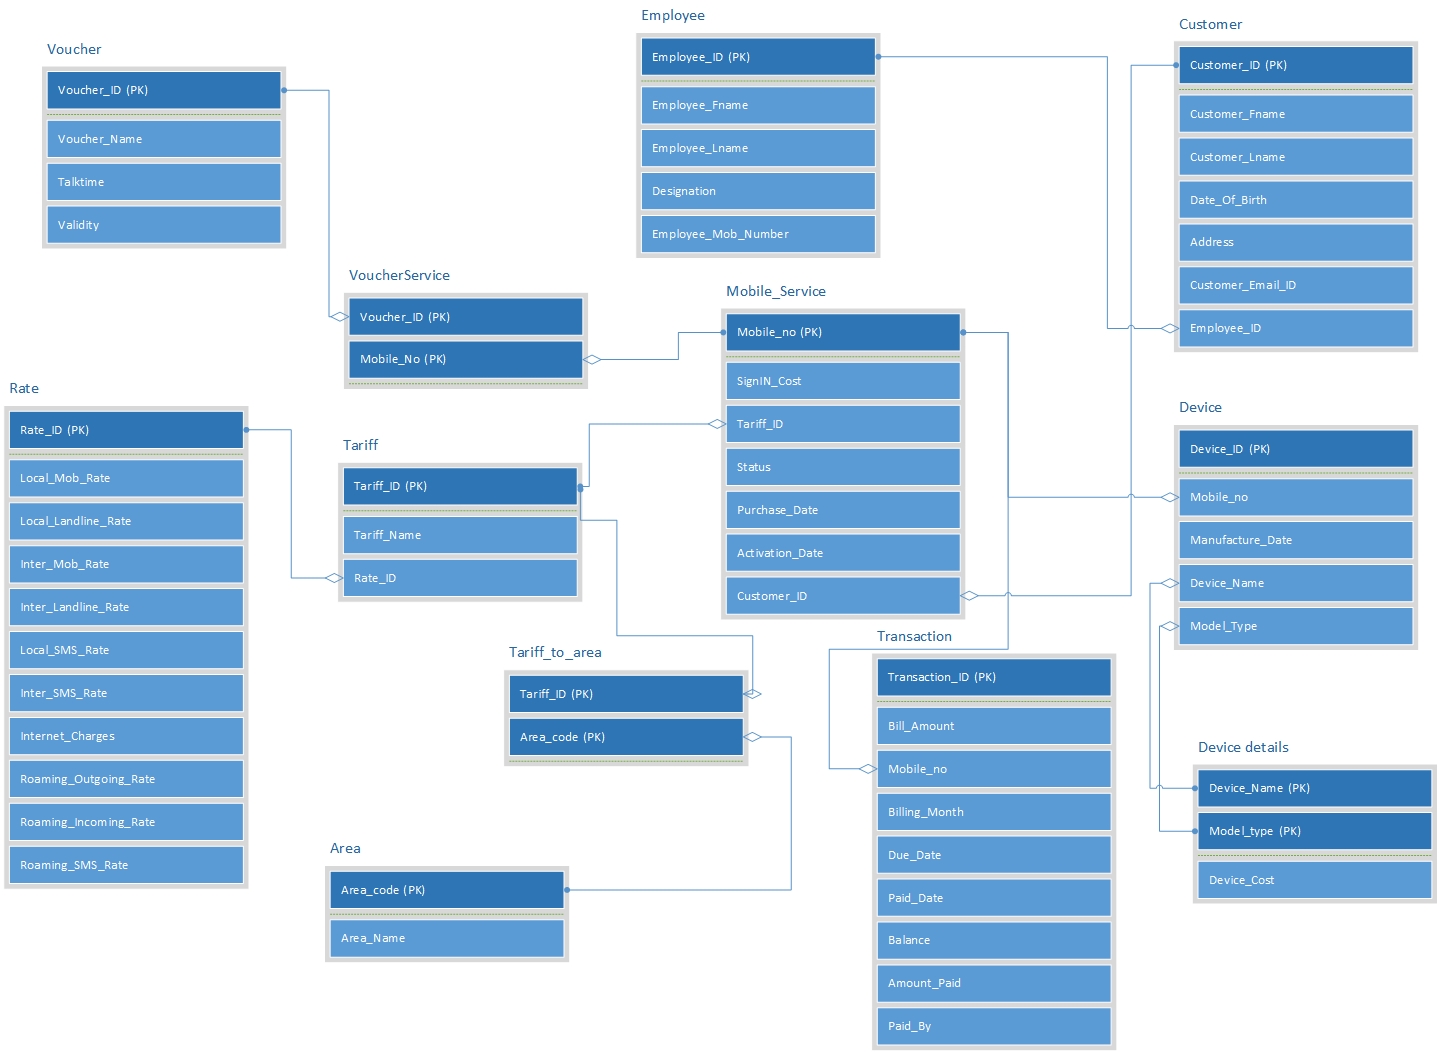 Voucher
Voucher_ID (PK)
Voucher_Name
Talktime
Validity
Employee
Employee_ID (PK)
Employee_Fname
Employee_Lname
Designation
Employee_Mob_Number
Customer
Customer_ID (PK)
Customer_Fname
Customer_Lname
Date_Of_Birth
Address
Customer_Email_ID
Employee_ID
VoucherService
Voucher_ID (PK)
Mobile_No (PK)
Mobile_Service
Mobile_no (PK)
SignIN_Cost
Tariff_ID
Status
Purchase_Date
Activation_Date
Customer_ID
Rate
Rate_ID (PK)
Local_Mob_Rate
Local_Landline_Rate
Inter_Mob_Rate
Inter_Landline_Rate
Local_SMS_Rate
Inter_SMS_Rate
Internet_Charges
Roaming_Outgoing_Rate
Roaming_Incoming_Rate
Roaming_SMS_Rate
Tariff
Tariff_ID (PK)
Tariff_Name
Rate_ID
Device
Device_ID (PK)
Mobile_no
Manufacture_Date
Device_Name
Model_Type
Tariff_to_area
Tariff_ID (PK)
Area_code (PK)
Transaction
Transaction_ID (PK)
Bill_Amount
Mobile_no
Billing_Month
Due_Date
Paid_Date
Balance
Amount_Paid
Paid_By
Device details
Device_Name (PK)
Model_type (PK)
Device_Cost
Area
Area_code (PK)
Area_Name